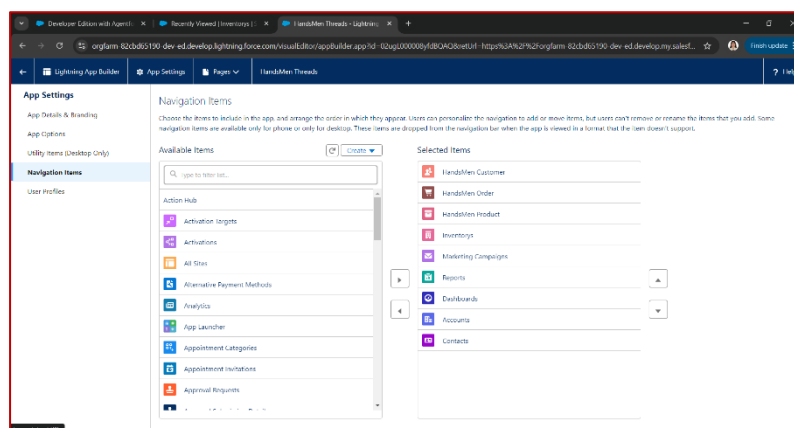 Developer Edition with Agentfo
Recently Viewed | Inventorys | S
HandsMen Threads - Lightning
orgfarm-82cbd65190-dev-ed.develop.lightning.force.com/visualEditor/appBuilder.app?id=02ugL000008yfdBQAQ&retUrl=https%3A%2F%2Forgfarm-82cbd65190-dev-ed.develop.my.salesf...
Finish update
Lightning App Builder
App Settings
Pages
HandsMen Threads
? Hel
App Settings
App Details & Branding
App Options
Utility Items (Desktop Only)
Navigation Items
User Profiles
Navigation Items
Choose the items to include in the app, and arrange the order in which they appear. Users can personalize the navigation to add or move items, but users can't remove or rename the items that you add. Some
navigation items are available only for phone or only for desktop. These items are dropped from the navigation bar when the app is viewed in a format that the item doesn't support.
Available Items
Create
Type to filter list...
Action Hub
Activation Targets
Activations
All Sites
Alternative Payment Methods
Analytics
App Launcher
Appointment Categories
Appointment Invitations
Approval Requests
Selected Items
HandsMen Customer
HandsMen Order
HandsMen Product
Inventorys
Marketing Campaigns
Reports
Dashboards
Accounts
Contacts